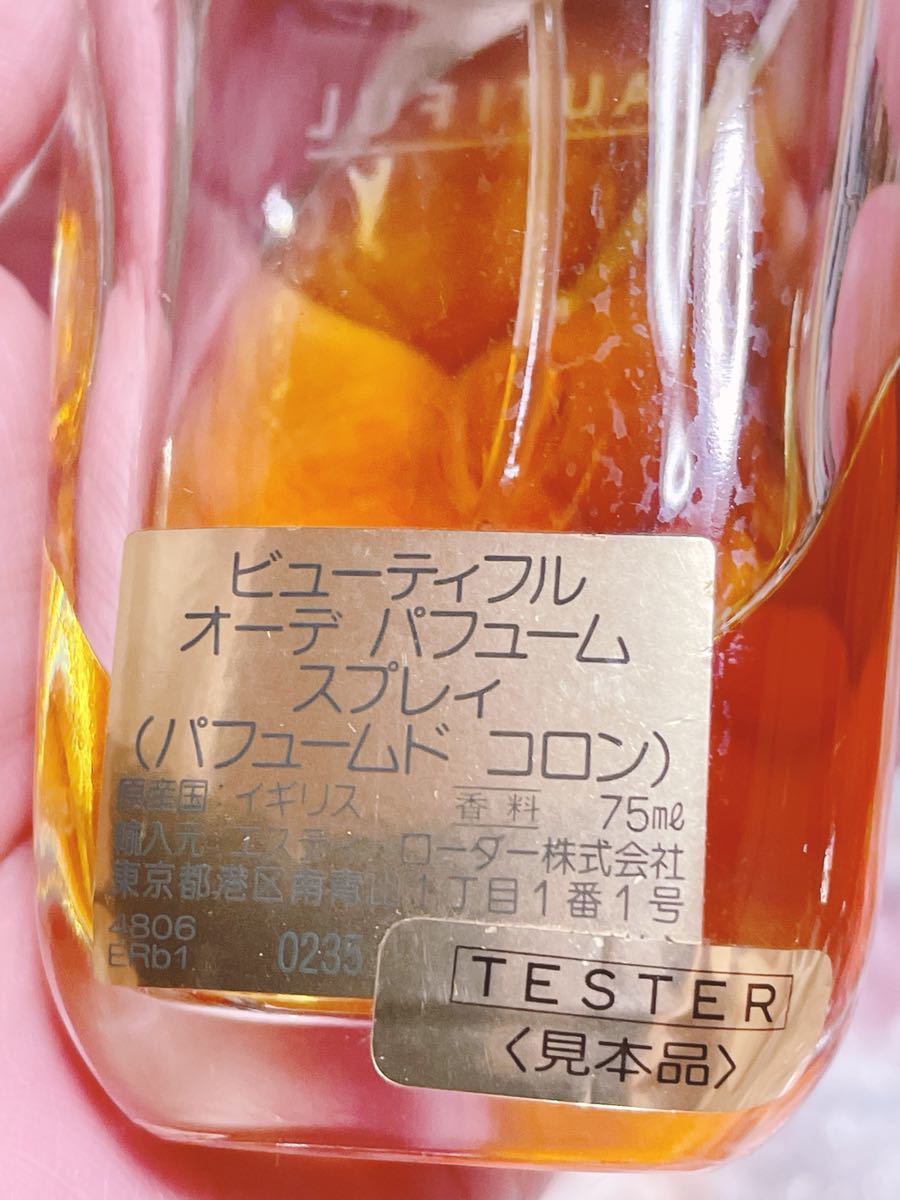 AUTIFUL
ビューティフル
オーデ パフューム
スプレィ
(パフュームド コロン)
原産国:イギリス 香料 75㎖
輸入元:エスティ ローダー株式会社
東京都港区南青山1丁目1番1号
4806
ERb1 0235
TESTER
〈見本品〉